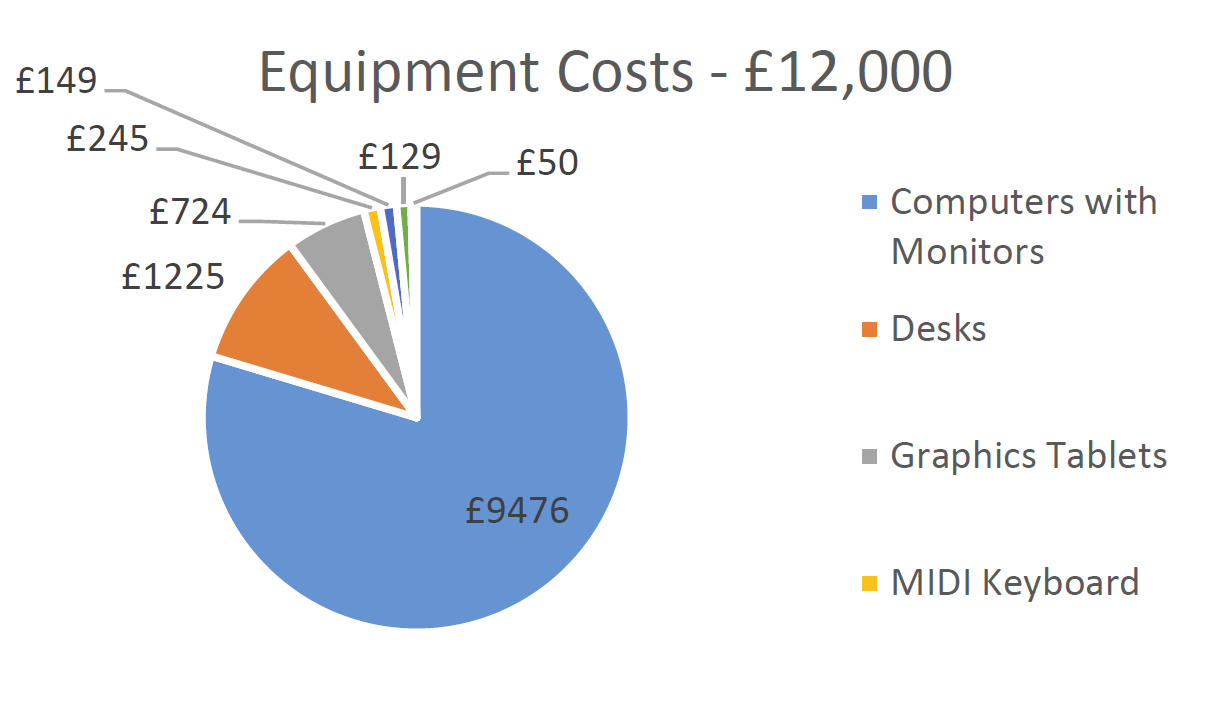 Equipment Costs - £12,000
£149
£245
£129
£50
£724
£1225
£9476
Computers with
Monitors
Desks
Graphics Tablets
MIDI Keyboard